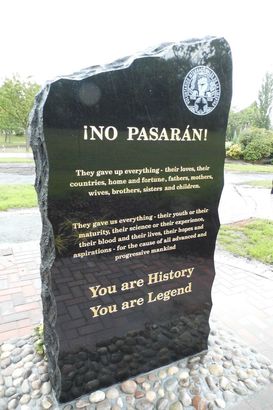 ¡NO PASARÁN!
They gave up everything - their loves, their
countries, home and fortune, fathers, mothers,
wives, brothers, sisters and children.
They gave us everything - their youth or their
maturity, their science or their experience,
their blood and their lives, their hopes and
aspirations - for the cause of all advanced and
progressive mankind
You are History
You are Legend